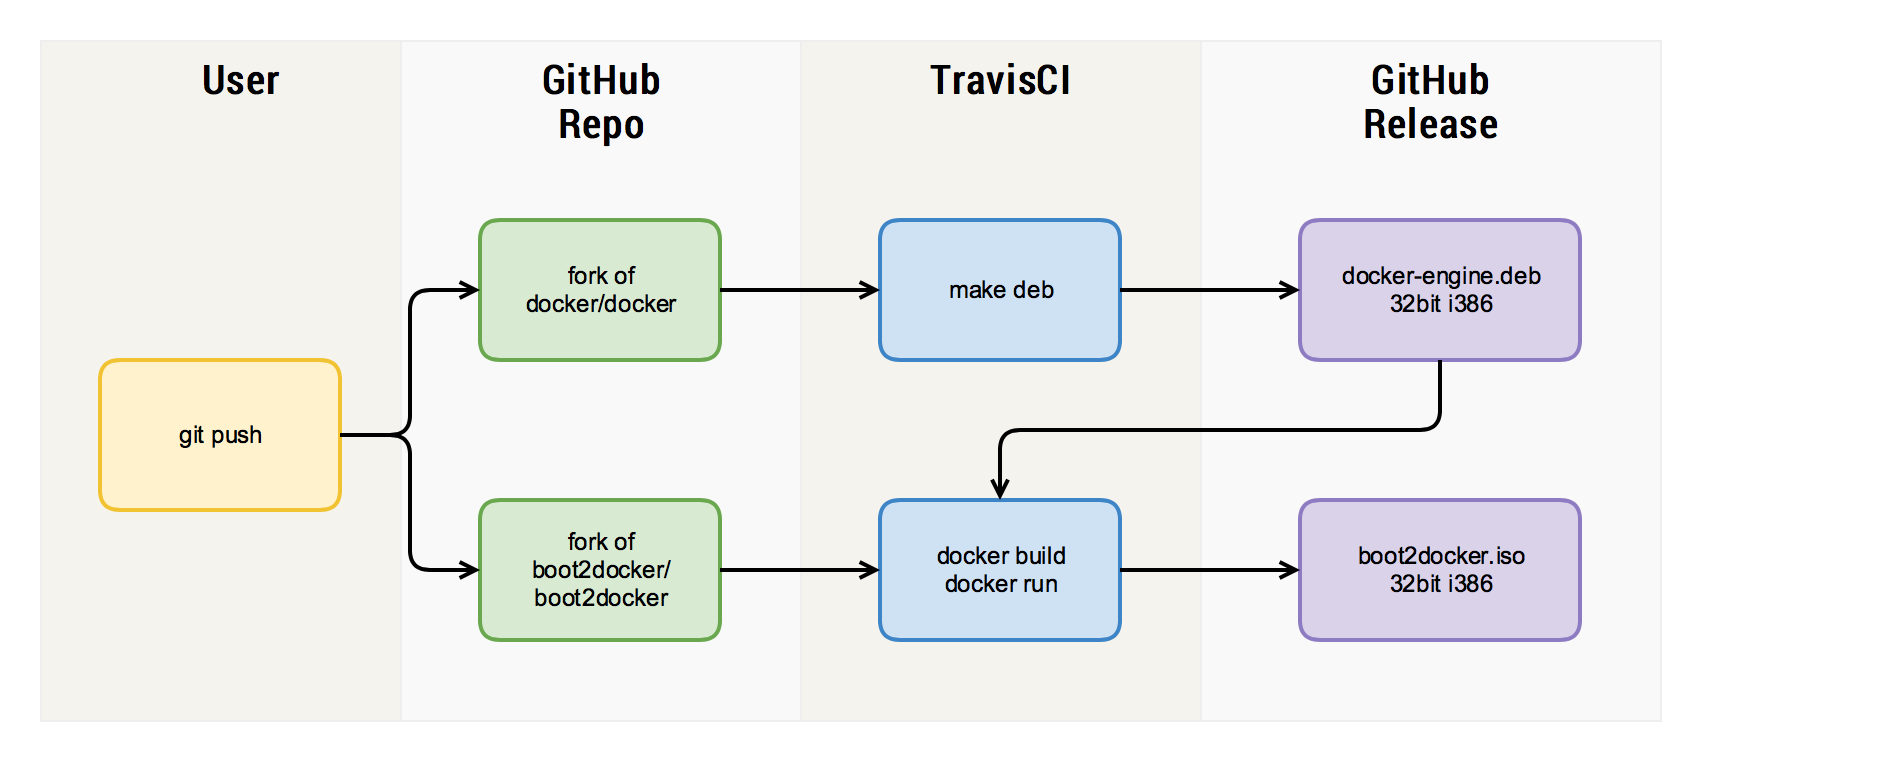 User
GitHub
Repo
TravisCI
GitHub
Release
fork of
docker/docker
make deb
docker-engine.deb
32bit i386
git push
fork of
boot2docker/
boot2docker
docker build
docker run
boot2docker.iso
32bit i386